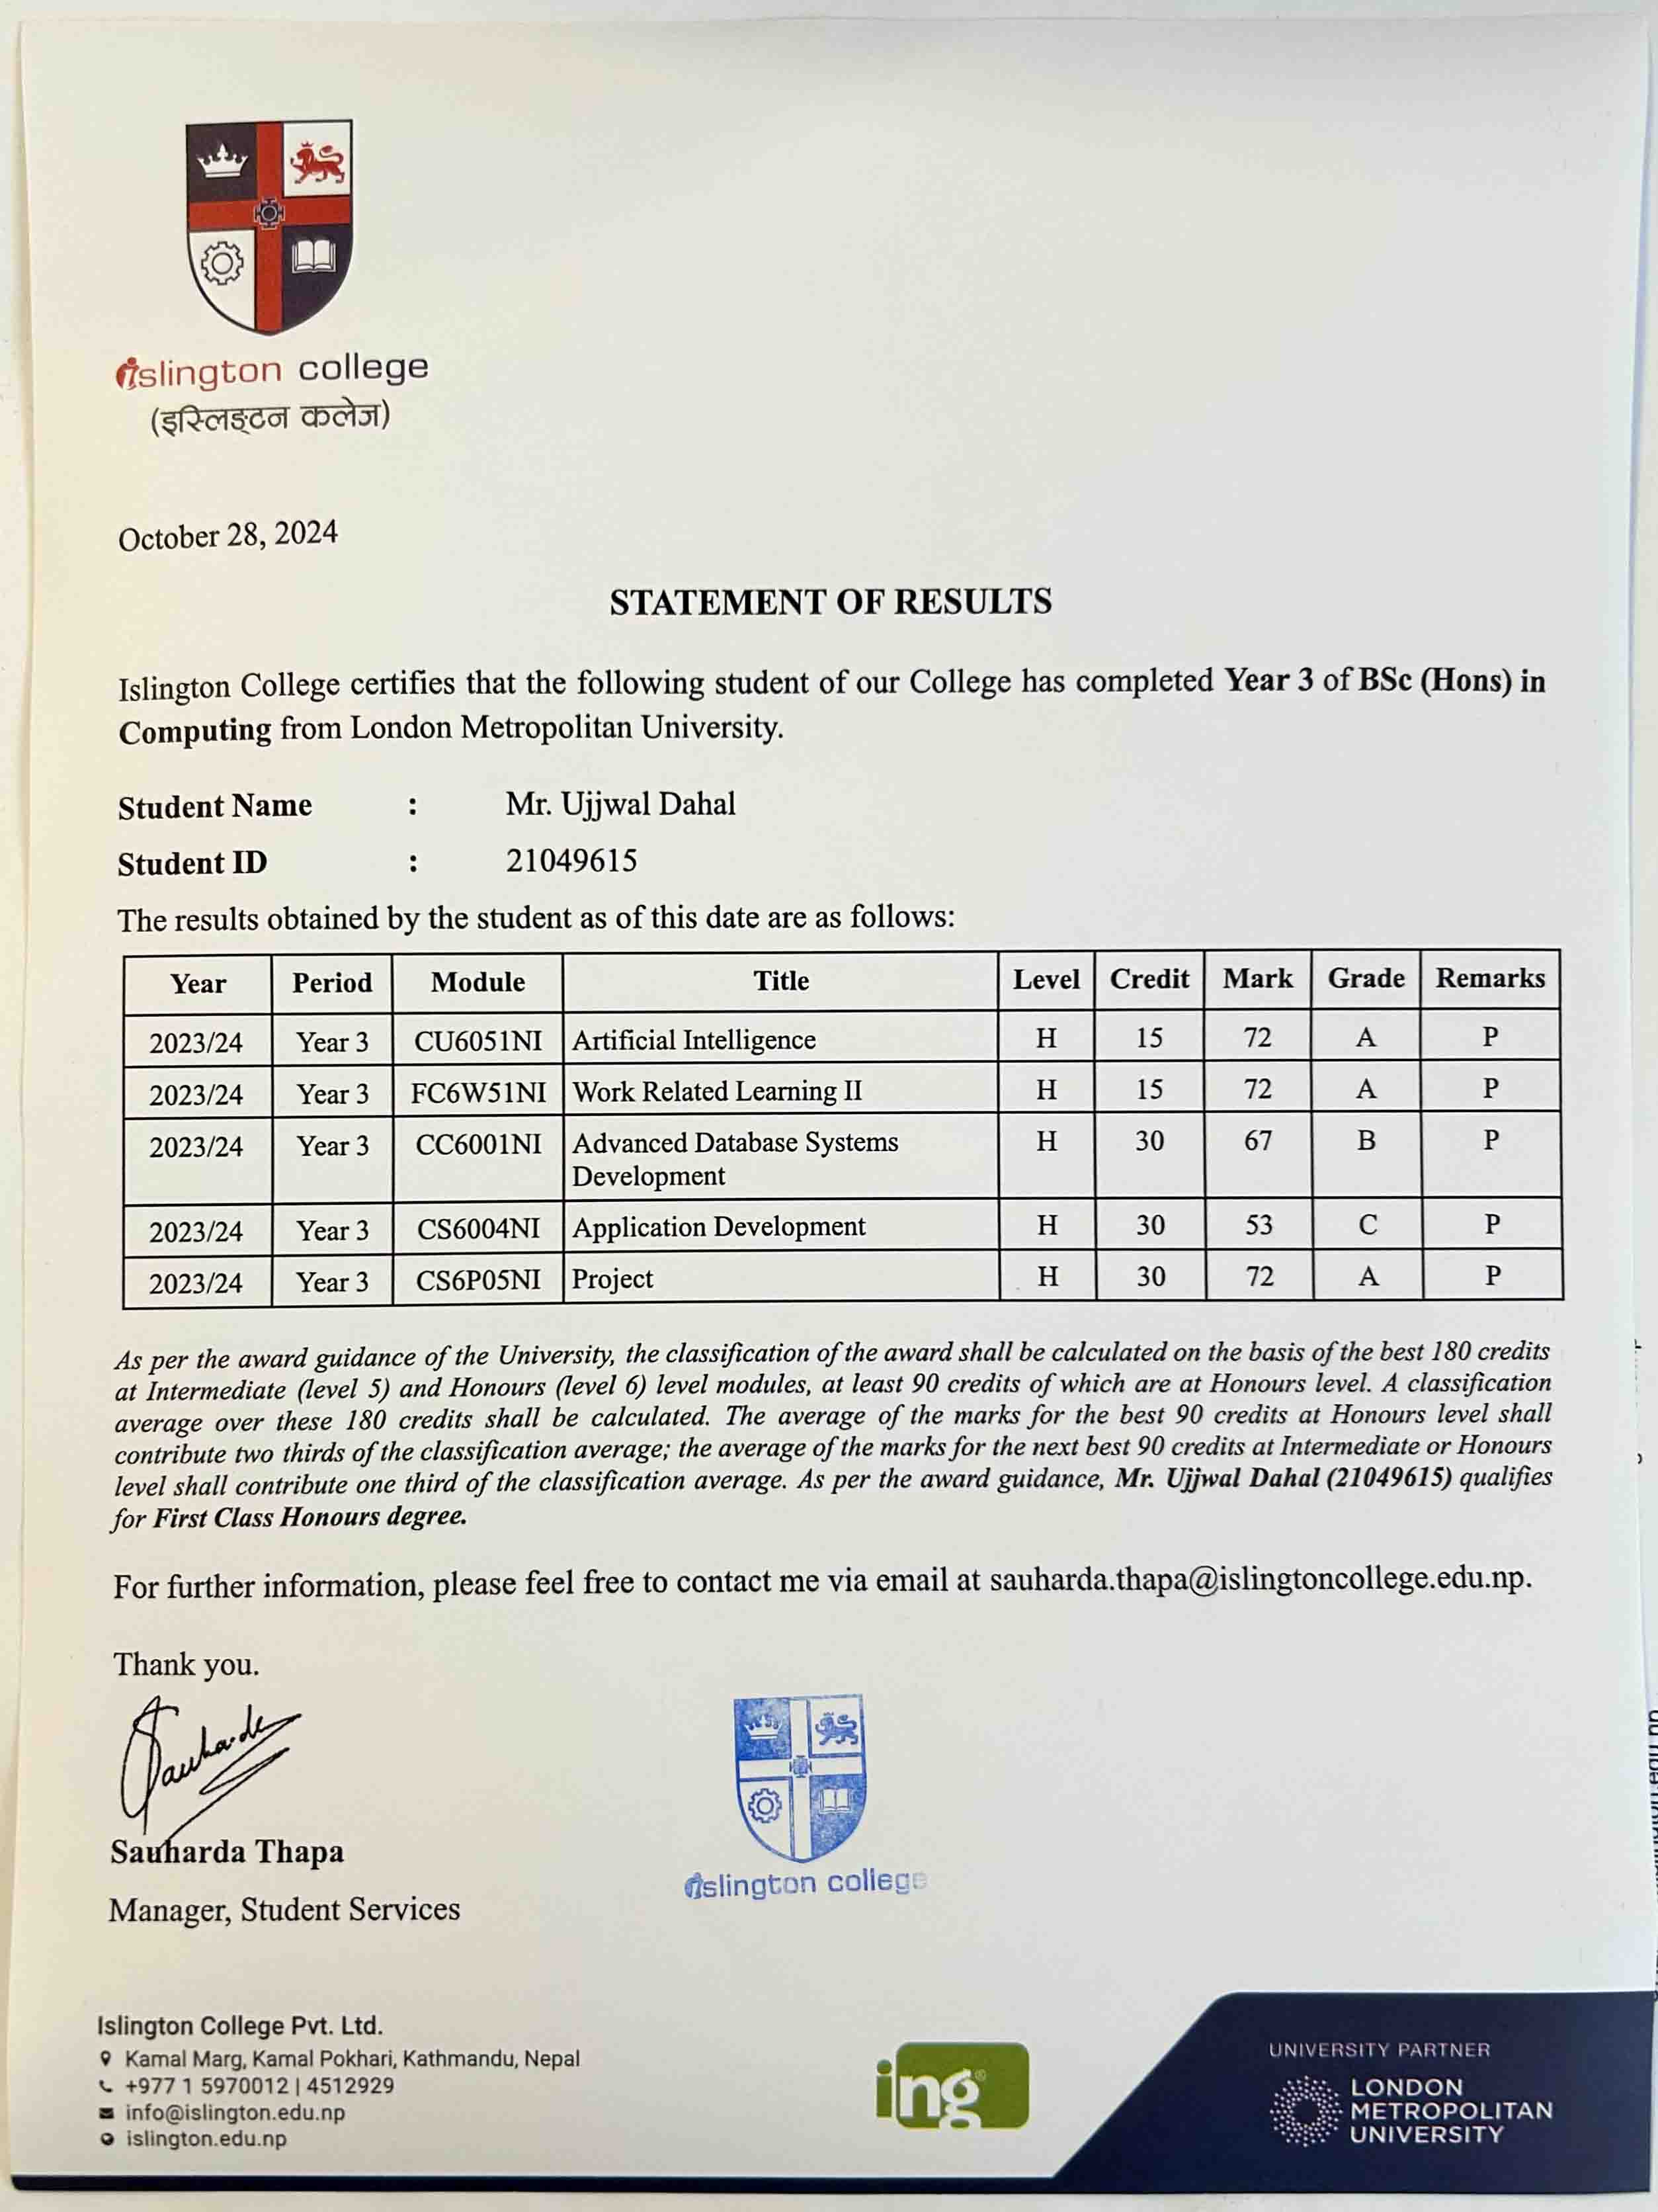 islington college
(इस्लिङ्टन कलेज)
October 28, 2024
STATEMENT OF RESULTS
Islington College certifies that the following student of our College has completed Year 3 of BSc (Hons) in
Computing from London Metropolitan University.
Student Name : Mr. Ujjwal Dahal
Student ID : 21049615
The results obtained by the student as of this date are as follows:
Year Period Module Title Level Credit Mark Grade Remarks
2023/24 Year 3 CU6051NI Artificial Intelligence H 15 72 A P
2023/24 Year 3 FC6W51NI Work Related Learning II H 15 72 A P
2023/24 Year 3 CC6001NI Advanced Database Systems H 30 67 B P
Development
2023/24 Year 3 CS6004NI Application Development H 30 53 C P
2023/24 Year 3 CS6P05NI Project H 30 72 A P
As per the award guidance of the University, the classification of the award shall be calculated on the basis of the best 180 credits
at Intermediate (level 5) and Honours (level 6) level modules, at least 90 credits of which are at Honours level. A classification
average over these 180 credits shall be calculated. The average of the marks for the best 90 credits at Honours level shall
contribute two thirds of the classification average; the average of the marks for the next best 90 credits at Intermediate or Honours
level shall contribute one third of the classification average. As per the award guidance, Mr. Ujjwal Dahal (21049615) qualifies
for First Class Honours degree.
For further information, please feel free to contact me via email at sauharda.thapa@islingtoncollege.edu.np.
Thank you.
Sauharda
Sauharda Thapa
Manager, Student Services
islington college
Islington College Pvt. Ltd.
Kamal Marg, Kamal Pokhari, Kathmandu, Nepal
+977 1 5970012 | 4512929
info@islington.edu.np
islington.edu.np
ing®
UNIVERSITY PARTNER
LONDON
METROPOLITAN
UNIVERSITY